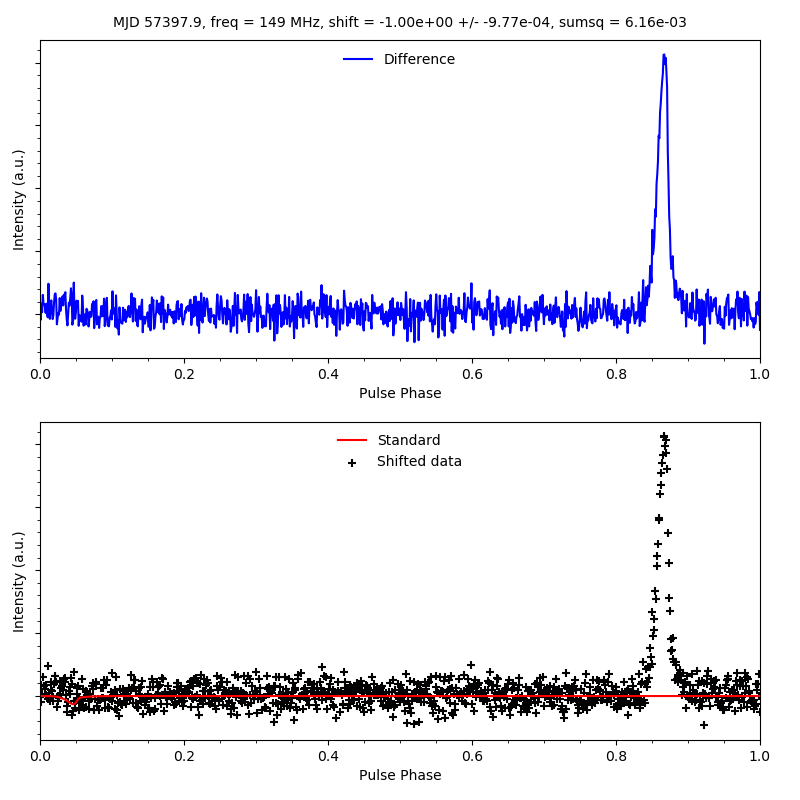 MJD 57397.9, freq = 149 MHz, shift = -1.00e+00 +/- -9.77e-04, sumsq = 6.16e-03
Difference
Intensity (a.u.)
0.0 0.2 0.4 0.6 0.8 1.0
Pulse Phase
Standard
Shifted data
Intensity (a.u.)
0.0 0.2 0.4 0.6 0.8 1.0
Pulse Phase